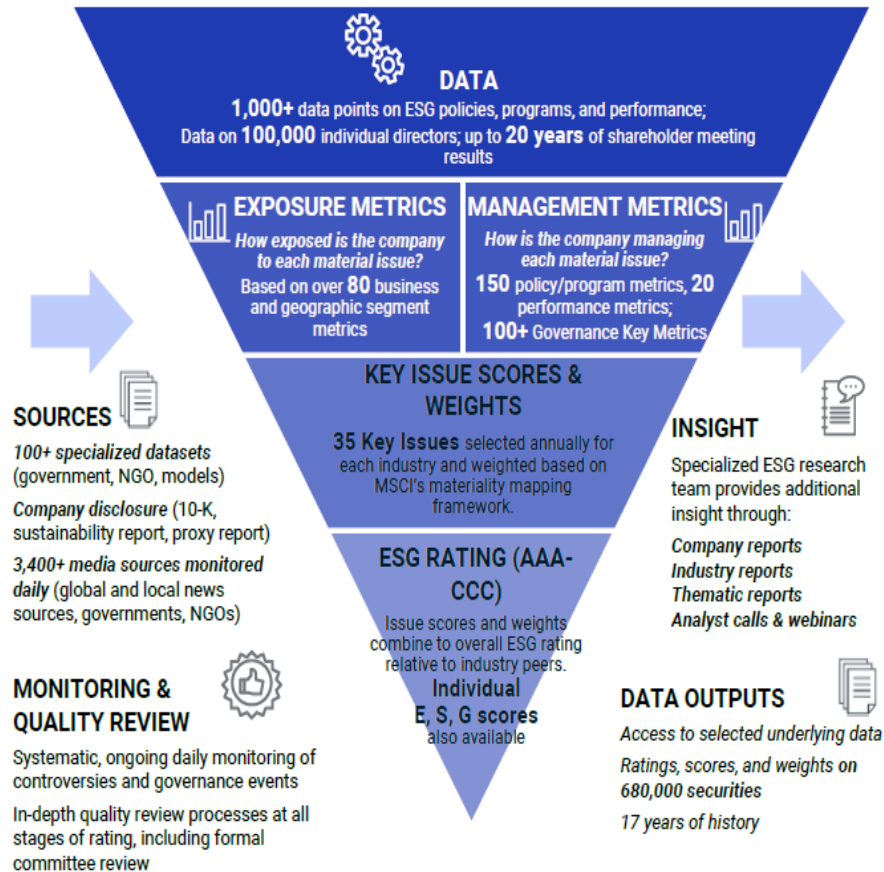 DATA
1,000+ data points on ESG policies, programs, and performance;
Data on 100,000 individual directors; up to 20 years of shareholder meeting
results
EXPOSURE METRICS
How exposed is the company
to each material issue?
Based on over 80 business
and geographic segment
metrics
MANAGEMENT METRICS
How is the company managing
each material issue?
150 policy/program metrics, 20
performance metrics;
100+ Governance Key Metrics
KEY ISSUE SCORES &
WEIGHTS
35 Key Issues selected annually for
each industry and weighted based on
MSCI's materiality mapping
framework.
ESG RATING (AAA-
CCC)
Issue scores and weights
combine to overall ESG rating
relative to industry peers.
Individual
E, S, G scores
also available
SOURCES
100+ specialized datasets
(government, NGO, models)
Company disclosure (10-K,
sustainability report, proxy report)
3,400+ media sources monitored
daily (global and local news
sources, governments, NGOs)
MONITORING &
QUALITY REVIEW
Systematic, ongoing daily monitoring of
controversies and governance events
In-depth quality review processes at all
stages of rating, including formal
committee review
INSIGHT
Specialized ESG research
team provides additional
insight through:
Company reports
Industry reports
Thematic reports
Analyst calls & webinars
DATA OUTPUTS
Access to selected underlying data
Ratings, scores, and weights on
680,000 securities
17 years of history